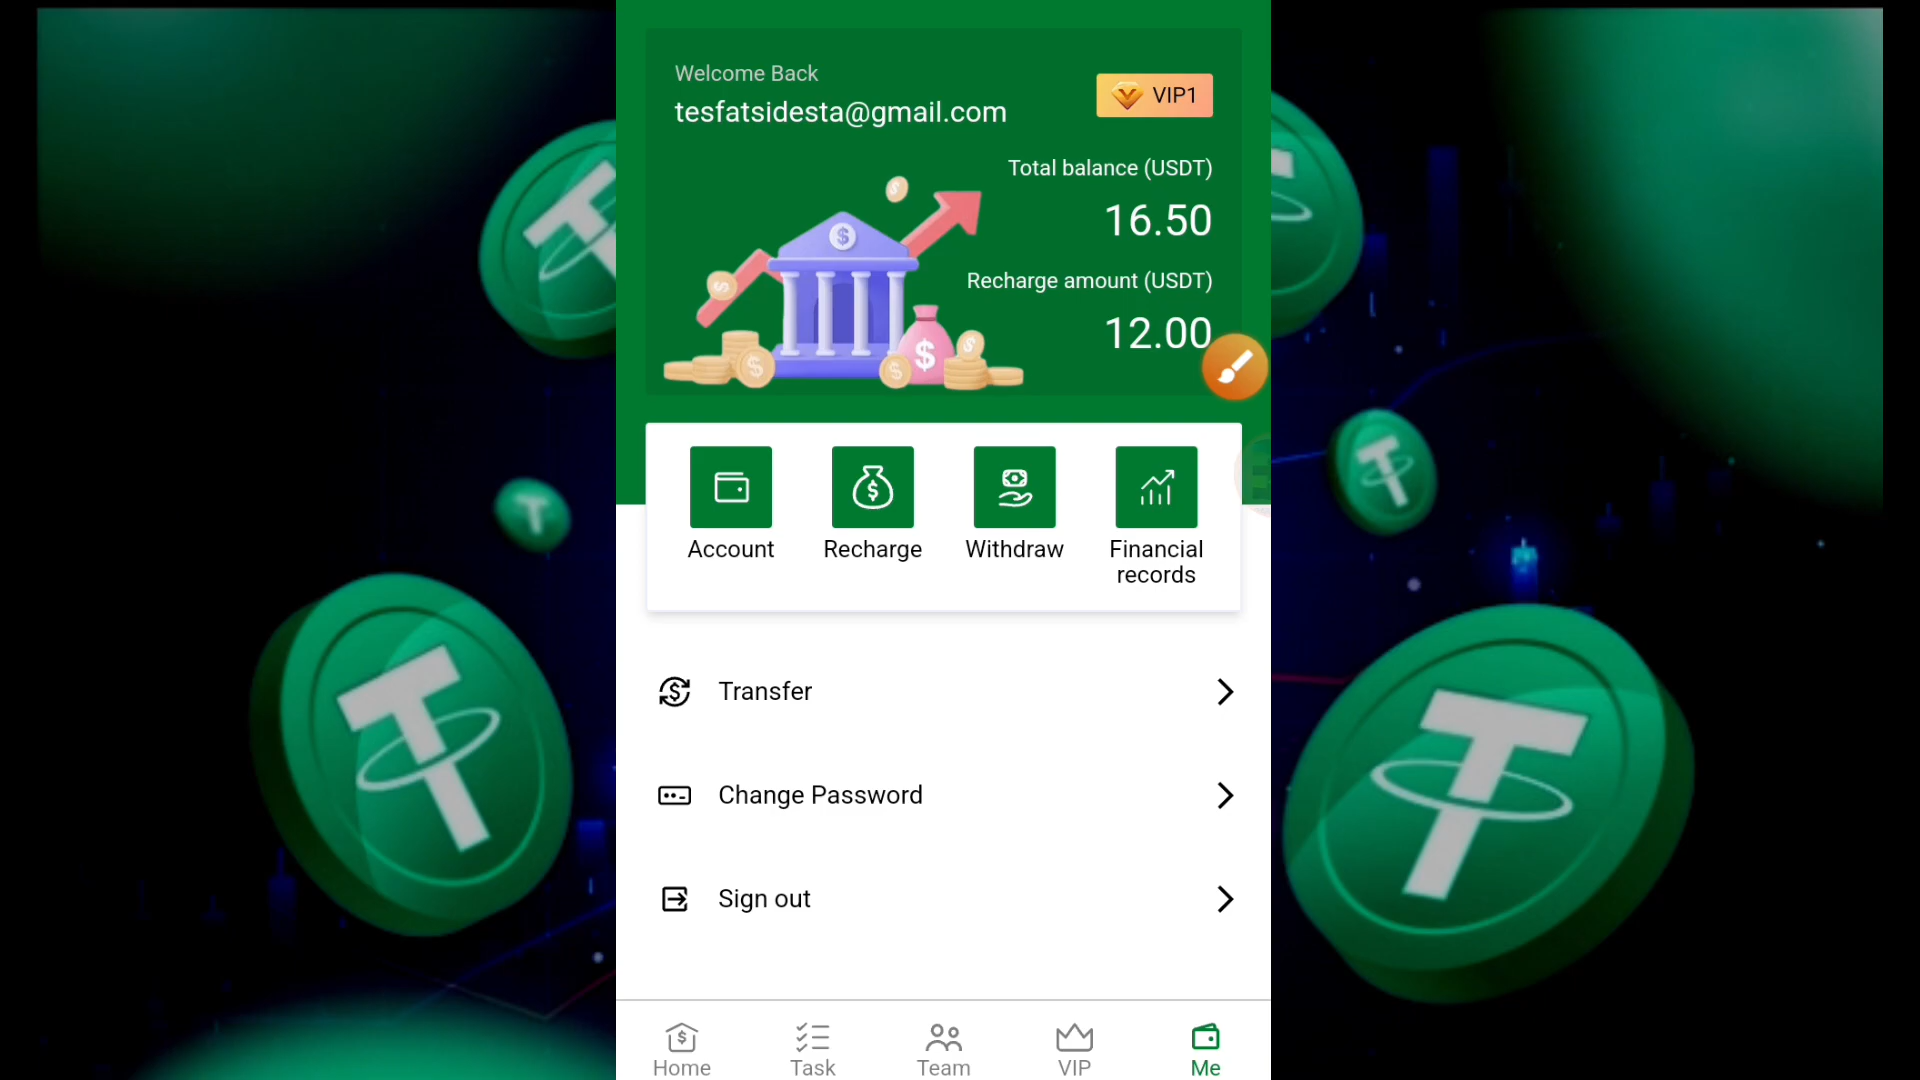 Welcome Back
tesfatsidesta@gmail.com
VIP1
Total balance (USDT)
16.50
Recharge amount (USDT)
12.00
Account
Recharge
Withdraw
Financial
records
Transfer
Change Password
Sign out
Home
Task
Team
VIP
Me